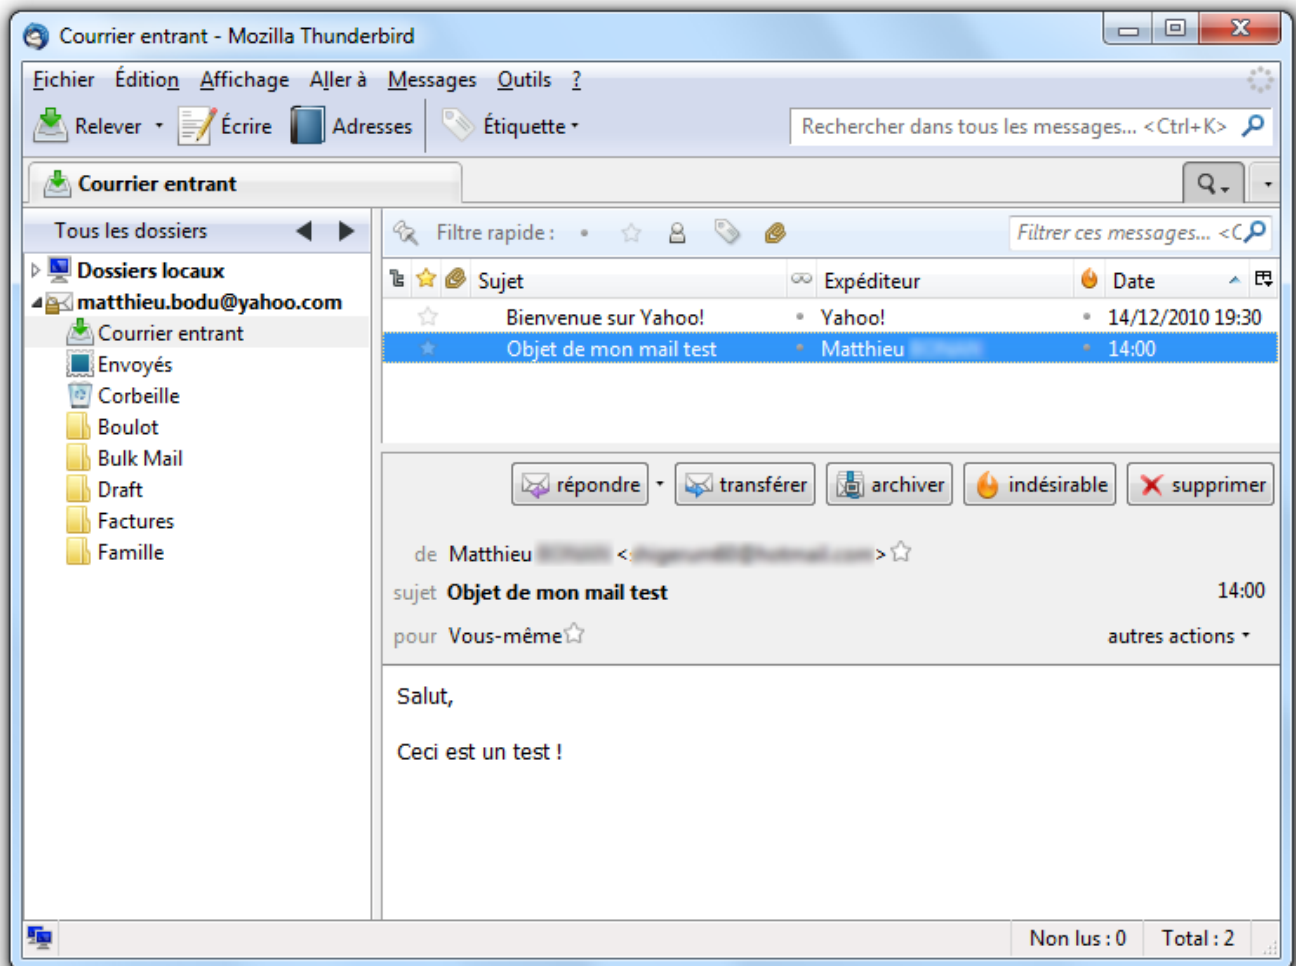 Courrier entrant - Mozilla Thunderbird
Fichier Édition Affichage Aller à Messages Outils ?
Relever Écrire Adresses Étiquette Rechercher dans tous les messages... <Ctrl+K>
Courrier entrant
Tous les dossiers
Filtre rapide : Filtrer ces messages... <C
Sujet Expéditeur Date
Dossiers locaux
matthieu.bodu@yahoo.com
Courrier entrant
Envoyés
Corbeille
Boulot
Bulk Mail
Draft
Factures
Famille
Bienvenue sur Yahoo! Yahoo! 14/12/2010 19:30
Objet de mon mail test Matthieu 14:00
répondre transférer archiver indésirable supprimer
de Matthieu < >
sujet Objet de mon mail test 14:00
pour Vous-même autres actions
Salut,
Ceci est un test !
Non lus : 0 Total : 2